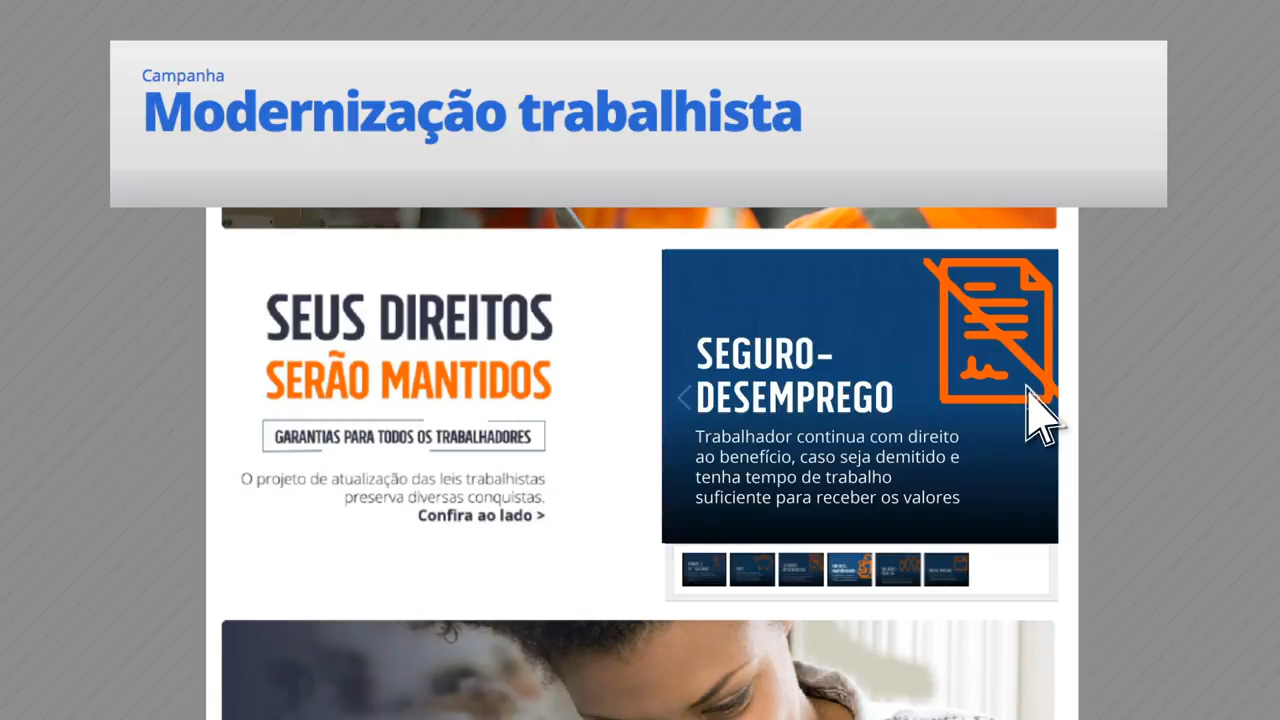 Campanha
Modernização trabalhista
SEUS DIREITOS
SERÃO MANTIDOS
GARANTIAS PARA TODOS OS TRABALHADORES
O projeto de atualização das leis trabalhistas
preserva diversas conquistas.
Confira ao lado >
SEGURO-
DESEMPREGO
Trabalhador continua com direito
ao benefício, caso seja demitido e
tenha tempo de trabalho
suficiente para receber os valores